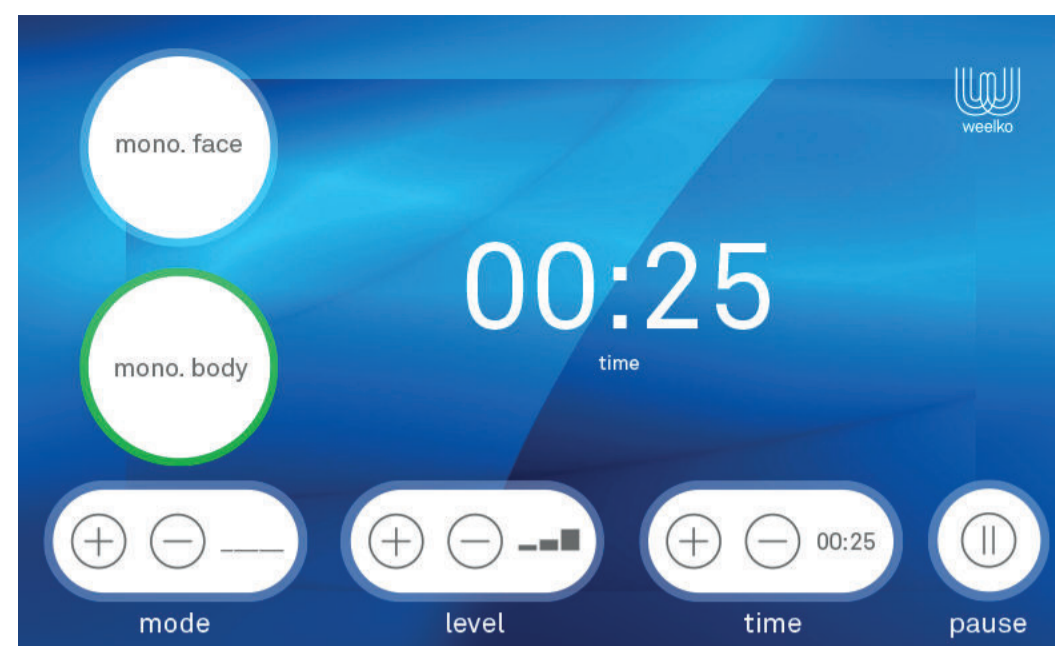 mono. face
weelko
00:25
time
mono. body
00:25
mode
level
time
pause